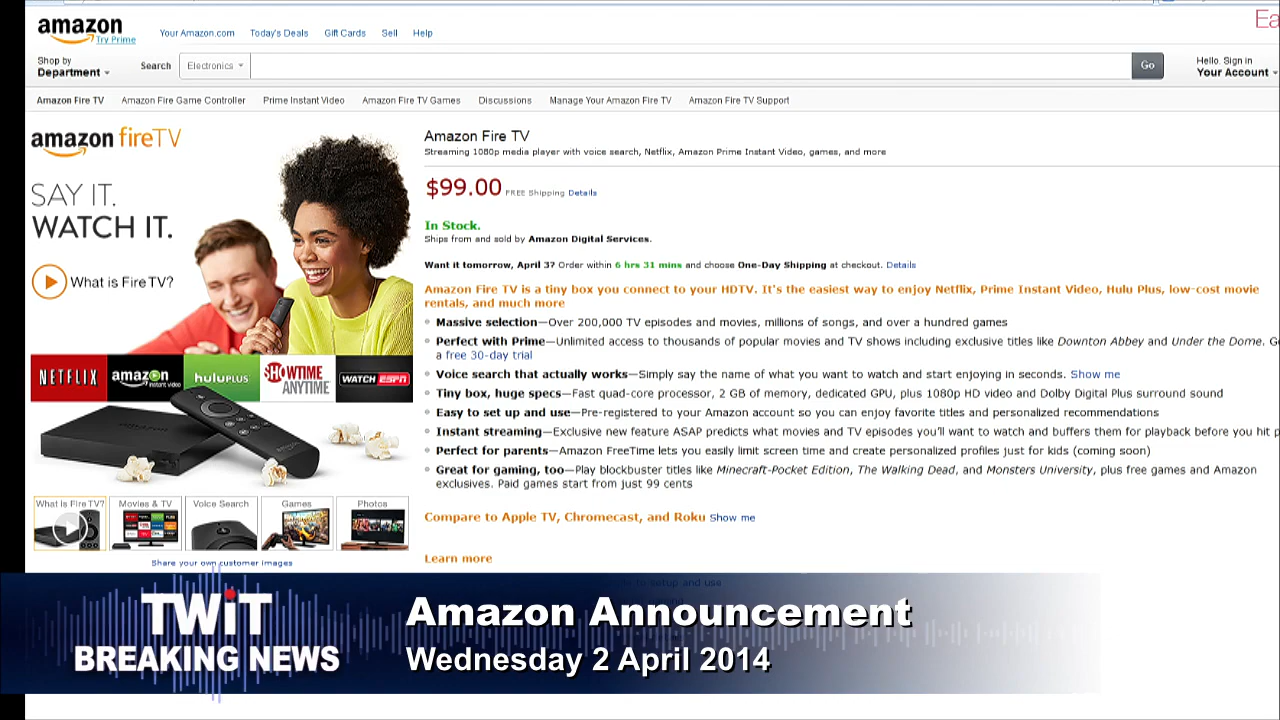 Ea
amazon
Try Prime
Your Amazon.com Today's Deals Gift Cards Sell Help
Shop by
Department
Search Electronics Go
Hello. Sign in
Your Account
Amazon Fire TV Amazon Fire Game Controller Prime Instant Video Amazon Fire TV Games Discussions Manage Your Amazon Fire TV Amazon Fire TV Support
amazon fireTV
SAY IT.
WATCH IT.
What is Fire TV?
NETFLIX amazon instant video huluPLUS SHOWTIME ANYTIME WATCH ESPN
amazon
What is Fire TV? Movies & TV Voice Search Games Photos
Share your own customer images
Amazon Fire TV
Streaming 1080p media player with voice search, Netflix, Amazon Prime Instant Video, games, and more
$99.00 FREE Shipping Details
In Stock.
Ships from and sold by Amazon Digital Services.
Want it tomorrow, April 3? Order within 6 hrs 31 mins and choose One-Day Shipping at checkout. Details
Amazon Fire TV is a tiny box you connect to your HDTV. It's the easiest way to enjoy Netflix, Prime Instant Video, Hulu Plus, low-cost movie
rentals, and much more
Massive selection—Over 200,000 TV episodes and movies, millions of songs, and over a hundred games
Perfect with Prime—Unlimited access to thousands of popular movies and TV shows including exclusive titles like Downton Abbey and Under the Dome. G
a free 30-day trial
Voice search that actually works—Simply say the name of what you want to watch and start enjoying in seconds. Show me
Tiny box, huge specs—Fast quad-core processor, 2 GB of memory, dedicated GPU, plus 1080p HD video and Dolby Digital Plus surround sound
Easy to set up and use—Pre-registered to your Amazon account so you can enjoy favorite titles and personalized recommendations
Instant streaming—Exclusive new feature ASAP predicts what movies and TV episodes you'll want to watch and buffers them for playback before you hit p
Perfect for parents—Amazon FreeTime lets you easily limit screen time and create personalized profiles just for kids (coming soon)
Great for gaming, too—Play blockbuster titles like Minecraft-Pocket Edition, The Walking Dead, and Monsters University, plus free games and Amazon
exclusives. Paid games start from just 99 cents
Compare to Apple TV, Chromecast, and Roku Show me
Learn more
to setup and use
TWiT
BREAKING NEWS
Amazon Announcement
Wednesday 2 April 2014